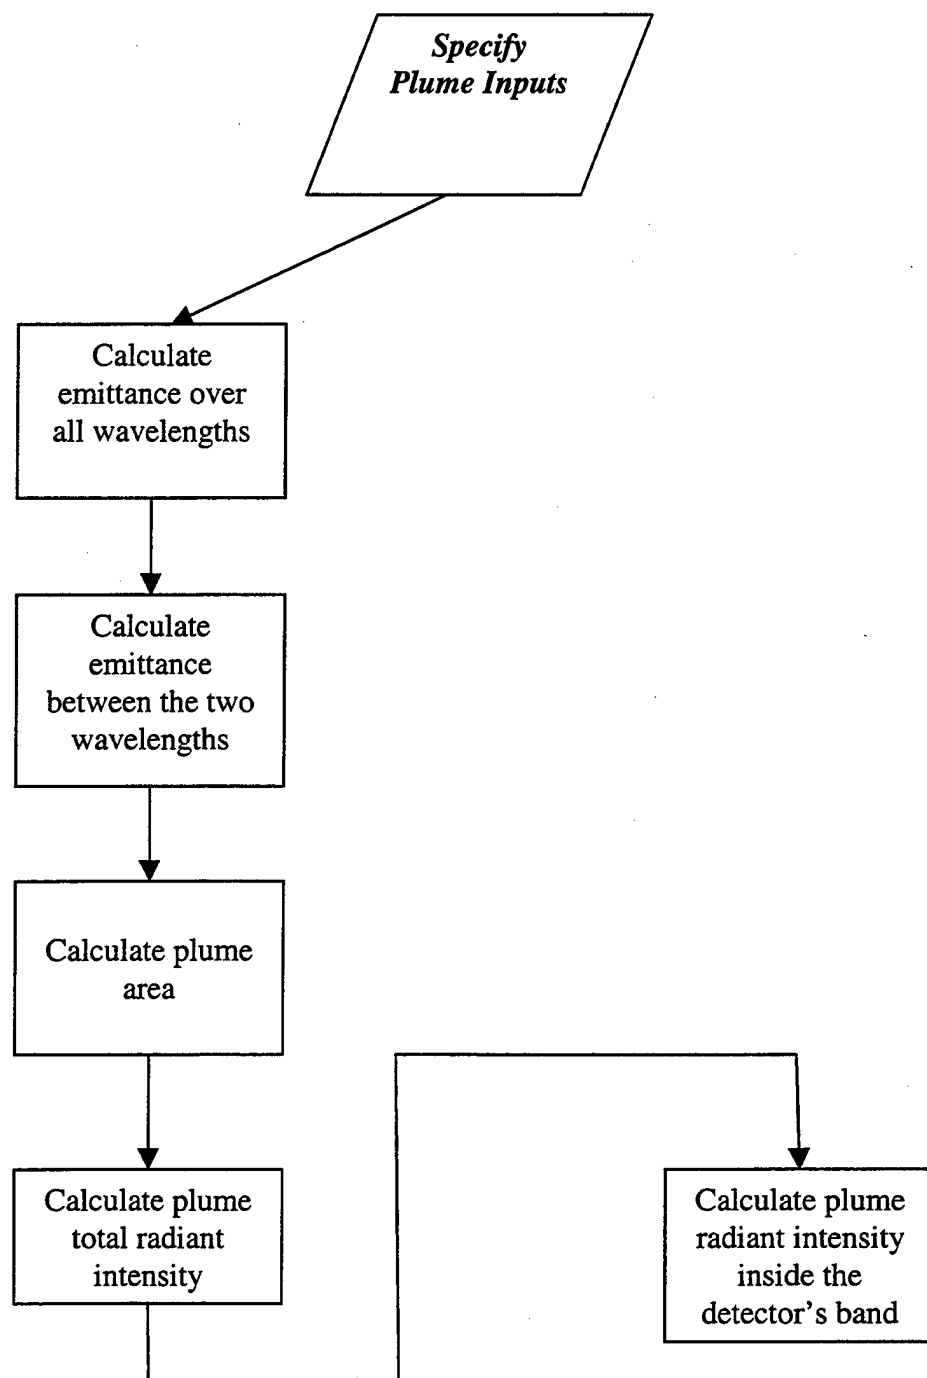 Specify
Plume Inputs
Calculate
emittance over
all wavelengths
Calculate
emittance
between the two
wavelengths
Calculate plume
area
Calculate plume
total radiant
intensity
Calculate plume
radiant intensity
inside the
detector's band